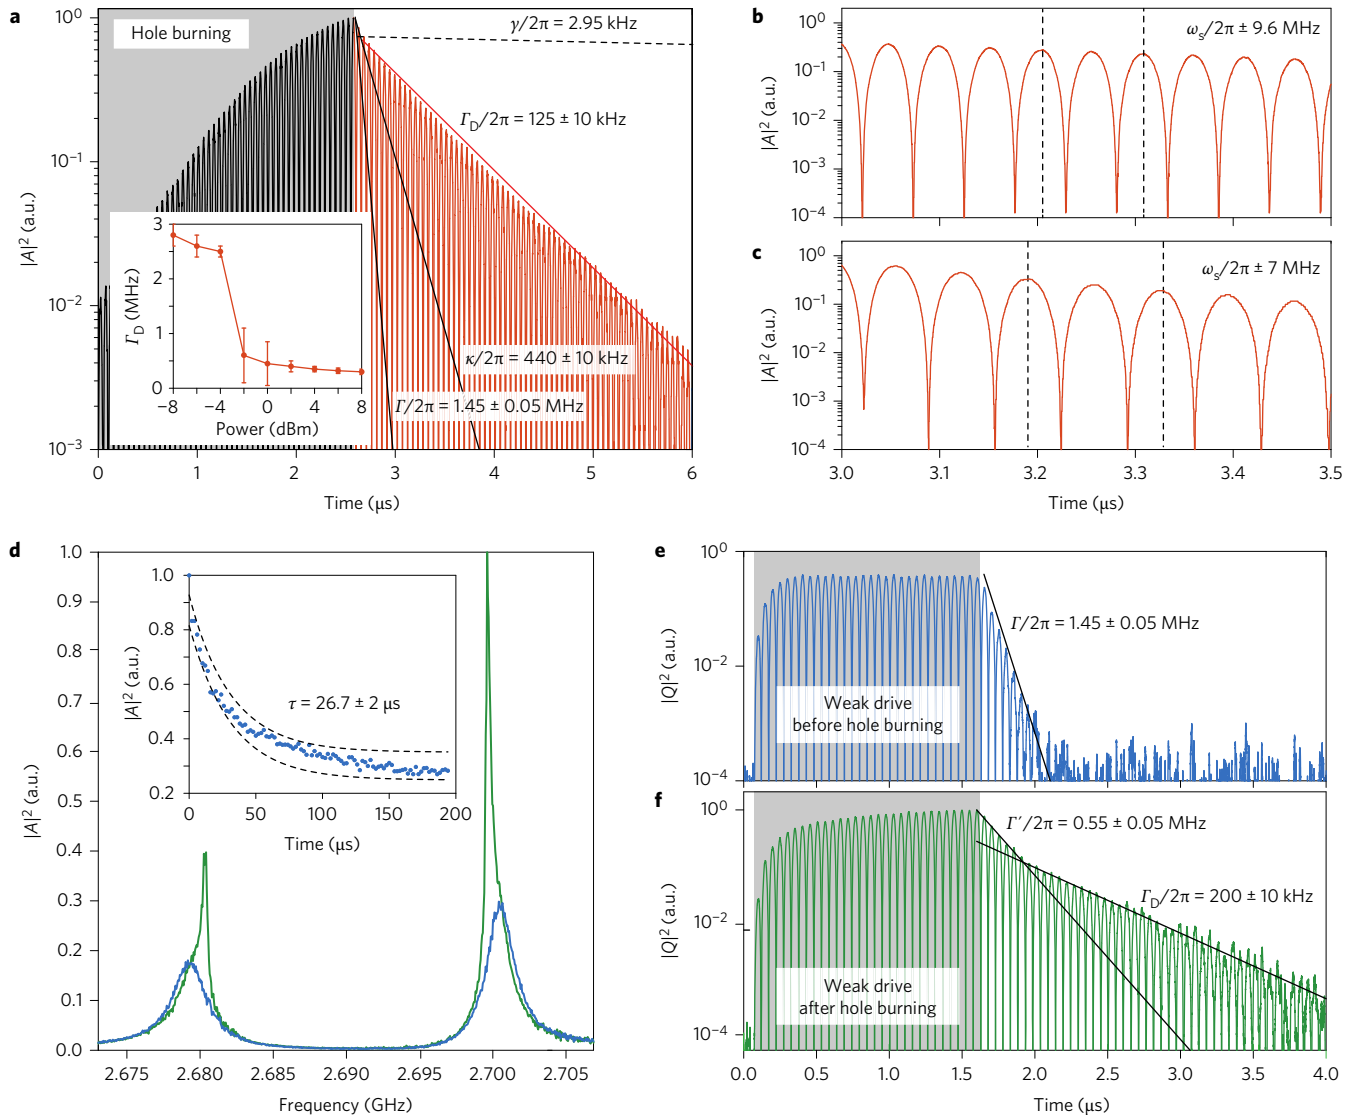 a
10⁰
10⁻¹
10⁻²
10⁻³
|A|² (a.u.)
Hole burning
γ/2π = 2.95 kHz
Γ_D/2π = 125 ± 10 kHz
κ/2π = 440 ± 10 kHz
Γ/2π = 1.45 ± 0.05 MHz
3
2
1
0
Γ_D (MHz)
−8 −4 0 4 8
Power (dBm)
0 1 2 3 4 5 6
Time (μs)
b
10⁰
10⁻¹
10⁻²
10⁻³
10⁻⁴
|A|² (a.u.)
ω_s/2π ± 9.6 MHz
c
10⁰
10⁻¹
10⁻²
10⁻³
10⁻⁴
|A|² (a.u.)
ω_s/2π ± 7 MHz
3.0 3.1 3.2 3.3 3.4 3.5
Time (μs)
d
1.0
0.9
0.8
0.7
0.6
0.5
0.4
0.3
0.2
0.1
0.0
|A|² (a.u.)
1.0
0.8
0.6
0.4
0.2
|A|² (a.u.)
τ = 26.7 ± 2 μs
0 50 100 150 200
Time (μs)
2.675 2.680 2.685 2.690 2.695 2.700 2.705
Frequency (GHz)
e
10⁰
10⁻²
10⁻⁴
|Q|² (a.u.)
Γ/2π = 1.45 ± 0.05 MHz
Weak drive
before hole burning
f
10⁰
10⁻²
10⁻⁴
|Q|² (a.u.)
Γ′/2π = 0.55 ± 0.05 MHz
Γ_D/2π = 200 ± 10 kHz
Weak drive
after hole burning
0.0 0.5 1.0 1.5 2.0 2.5 3.0 3.5 4.0
Time (μs)